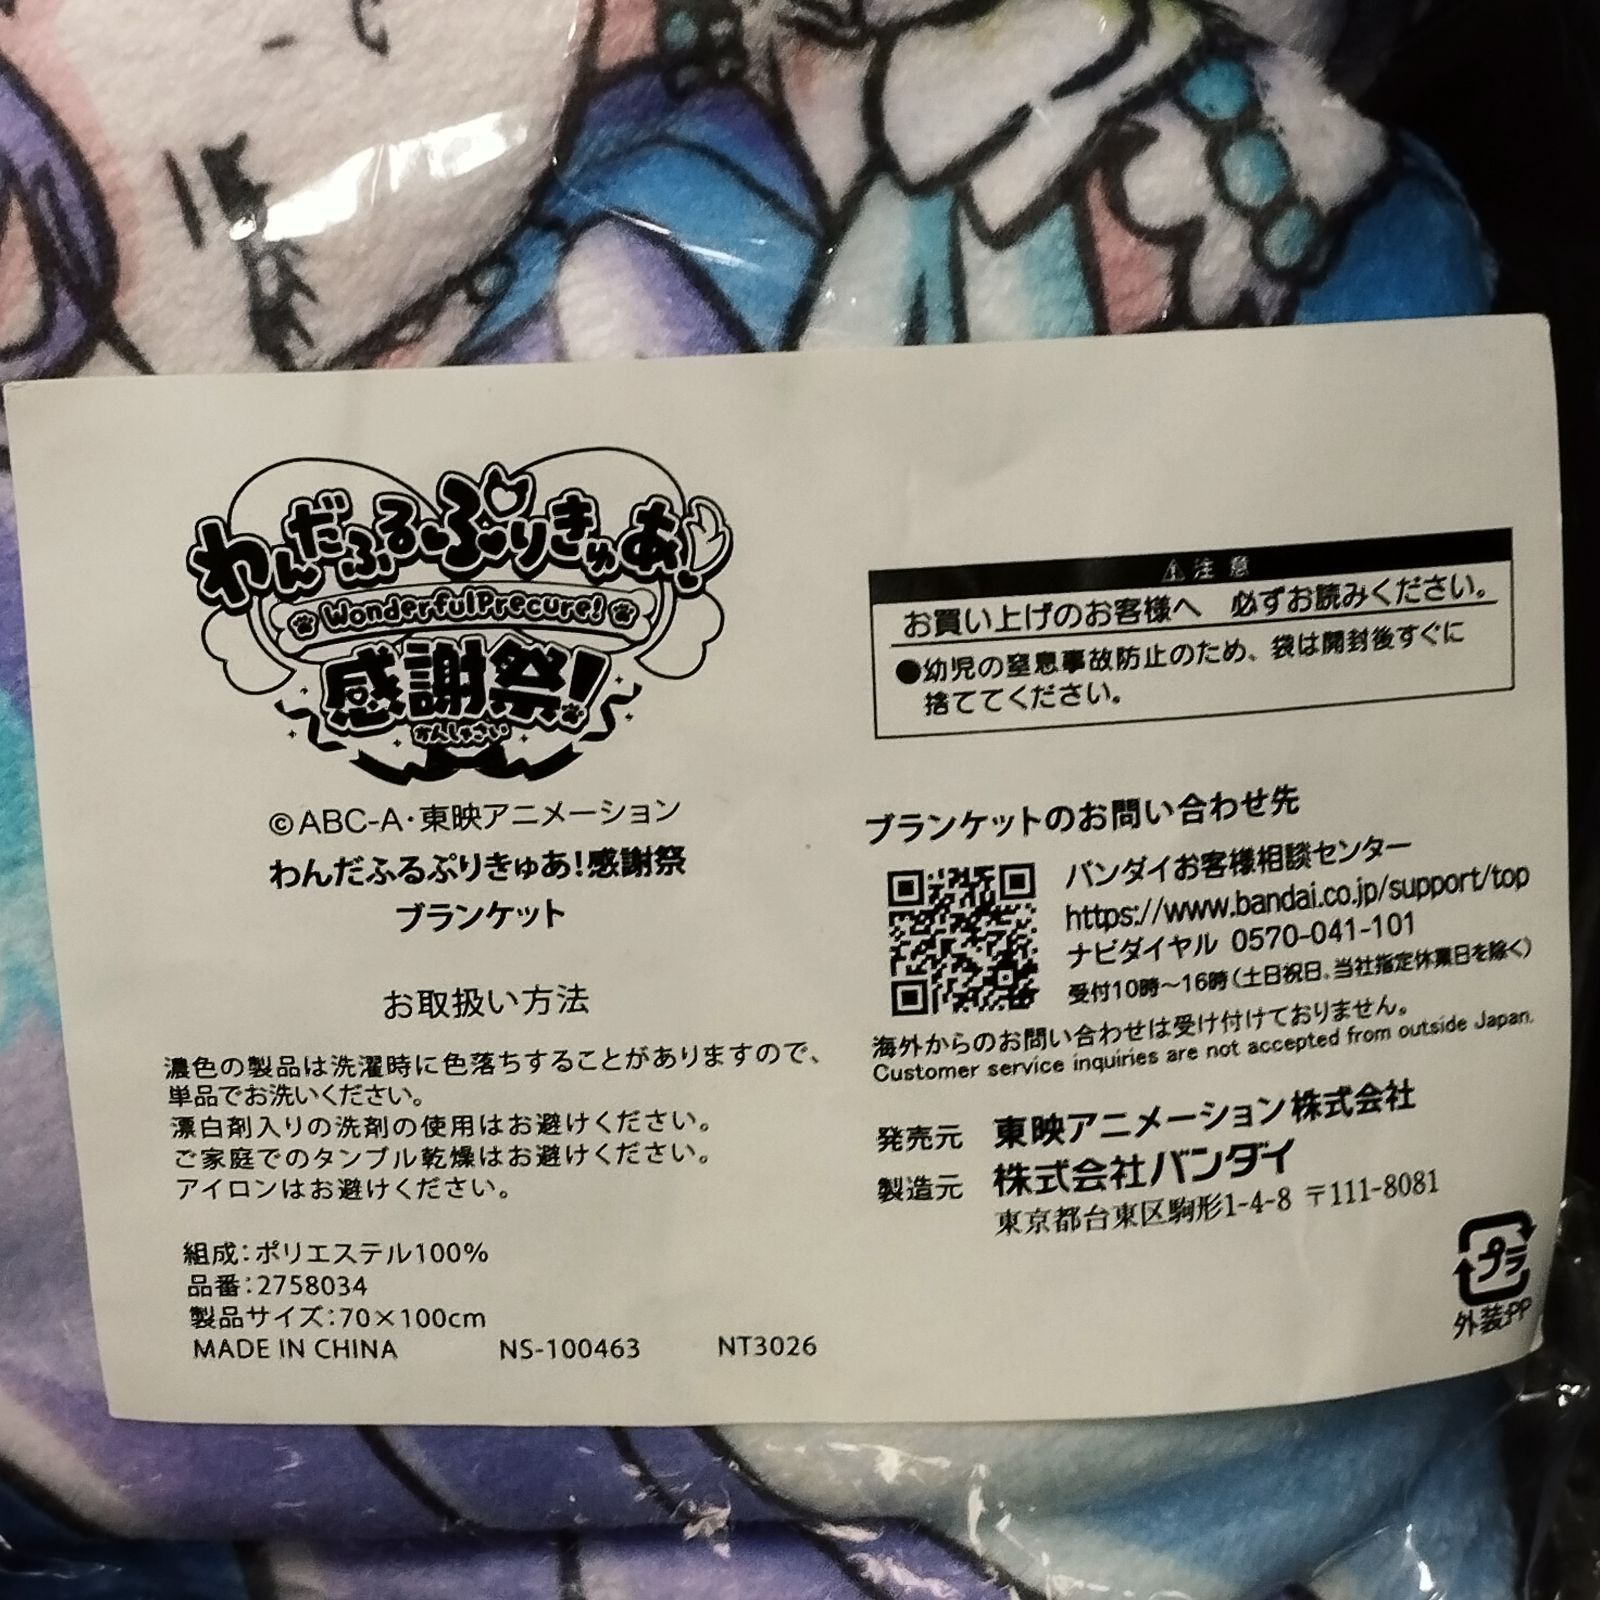 わんだふるぷりきゅあ!
WonderfulPrecure!
感謝祭!
かんしゃさい
©ABC-A・東映アニメーション
わんだふるぷりきゅあ!感謝祭
ブランケット
お取扱い方法
濃色の製品は洗濯時に色落ちすることがありますので、
単品でお洗いください。
漂白剤入りの洗剤の使用はお避けください。
ご家庭でのタンブル乾燥はお避けください。
アイロンはお避けください。
組成:ポリエステル100%
品番:2758034
製品サイズ:70×100cm
MADE IN CHINA NS-100463 NT3026
⚠注意
お買い上げのお客様へ 必ずお読みください。
●幼児の窒息事故防止のため、袋は開封後すぐに
捨ててください。
ブランケットのお問い合わせ先
バンダイお客様相談センター
https://www.bandai.co.jp/support/top
ナビダイヤル 0570-041-101
受付10時~16時(土日祝日、当社指定休業日を除く)
海外からのお問い合わせは受け付けておりません。
Customer service inquiries are not accepted from outside Japan.
発売元 東映アニメーション株式会社
製造元 株式会社バンダイ
東京都台東区駒形1-4-8 〒111-8081
プラ
外装:PP